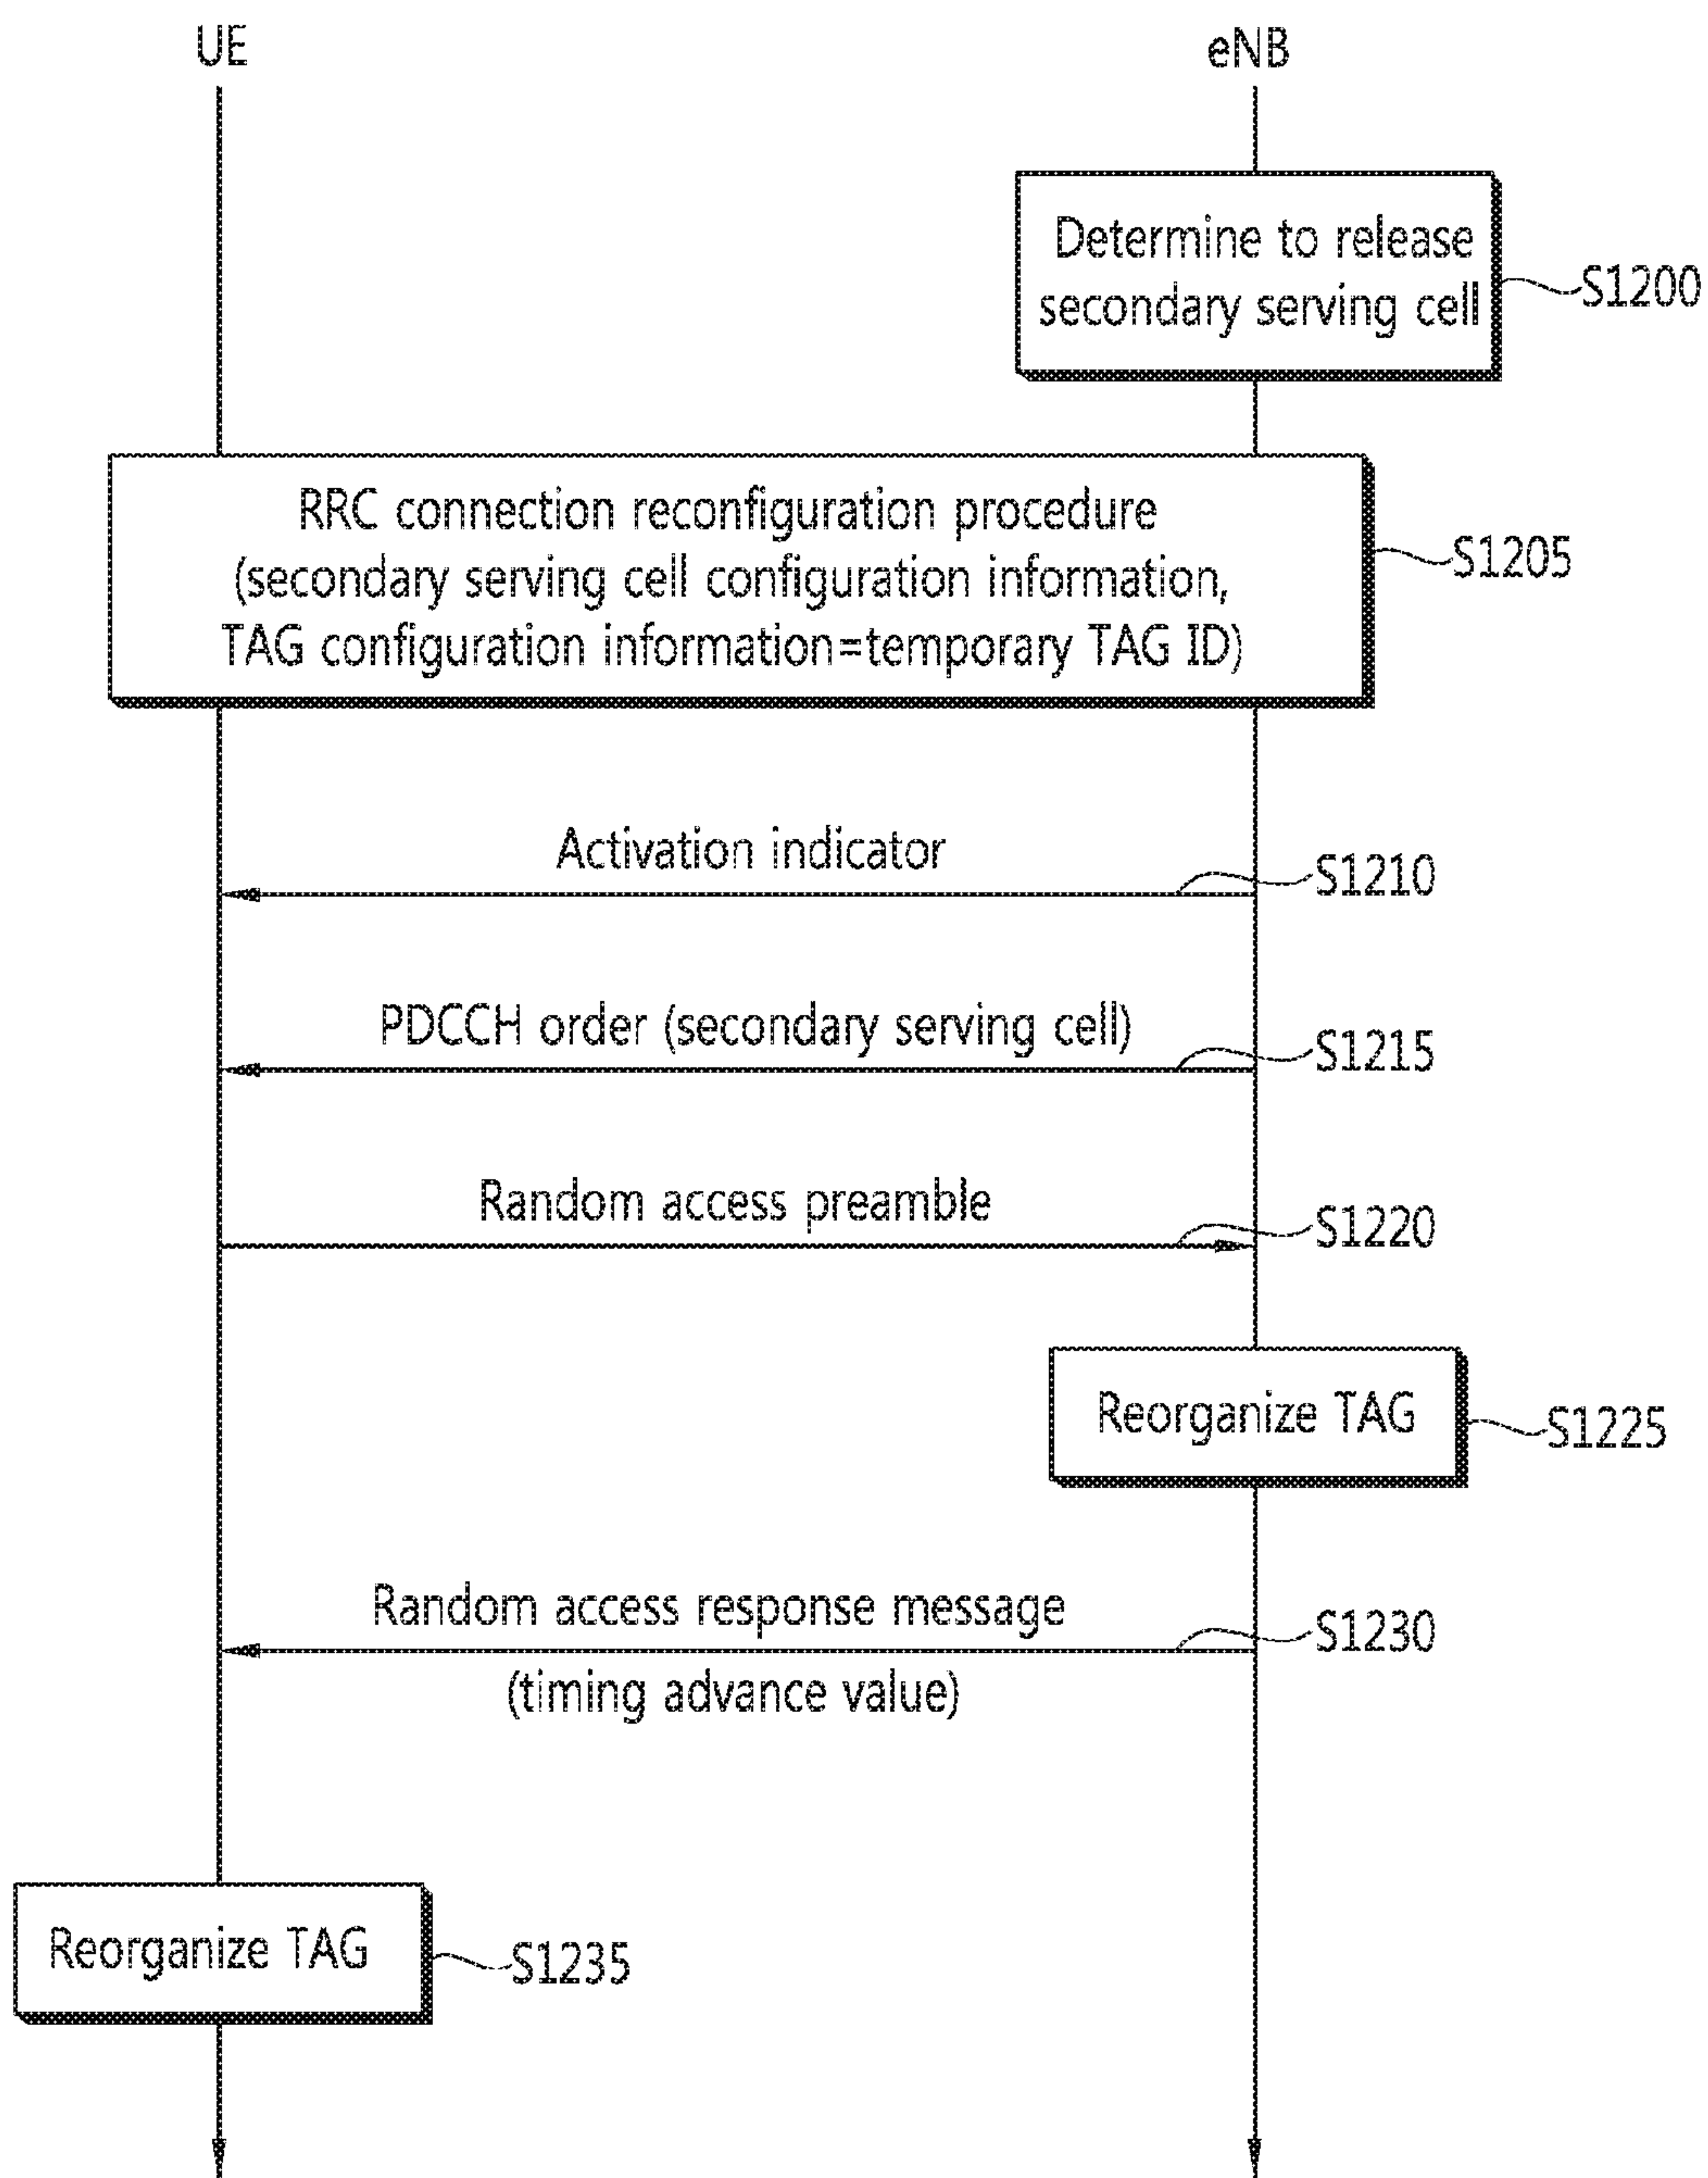 UE
eNB
Determine to release
secondary serving cell
S1200
RRC connection reconfiguration procedure
(secondary serving cell configuration information,
TAG configuration information=temporary TAG ID)
S1205
Activation indicator
S1210
PDCCH order (secondary serving cell)
S1215
Random access preamble
S1220
Reorganize TAG
S1225
Random access response message
S1230
(timing advance value)
Reorganize TAG
S1235